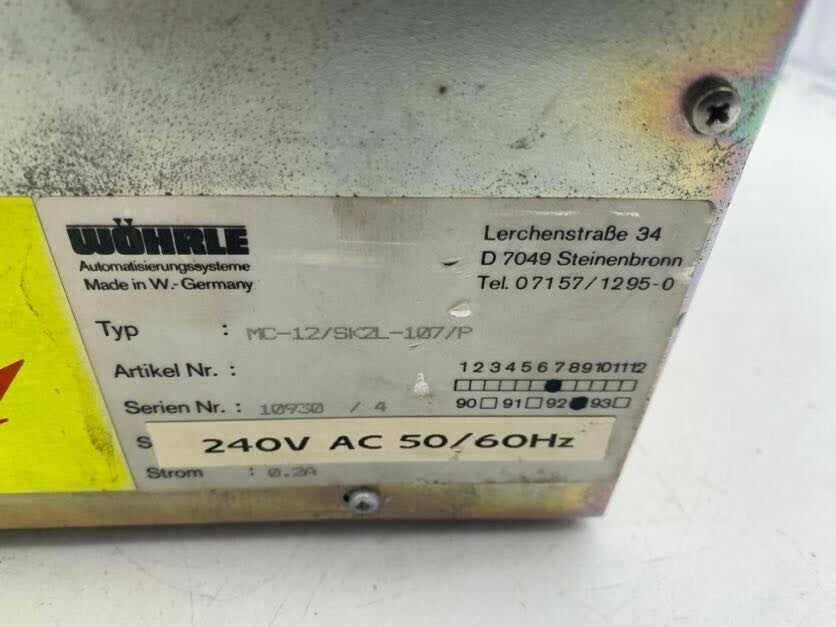 WÖHRLE
Automatisierungssysteme
Made in W.-Germany
Lerchenstraße 34
D 7049 Steinenbronn
Tel. 07157/1295-0
Typ : MC-12/SK2L-107/P
Artikel Nr. :
1 2 3 4 5 6 7 8 9 10 11 12
Serien Nr. : 10930 / 4
90 91 92 93
S
240V AC 50/60Hz
Strom : 0.2A